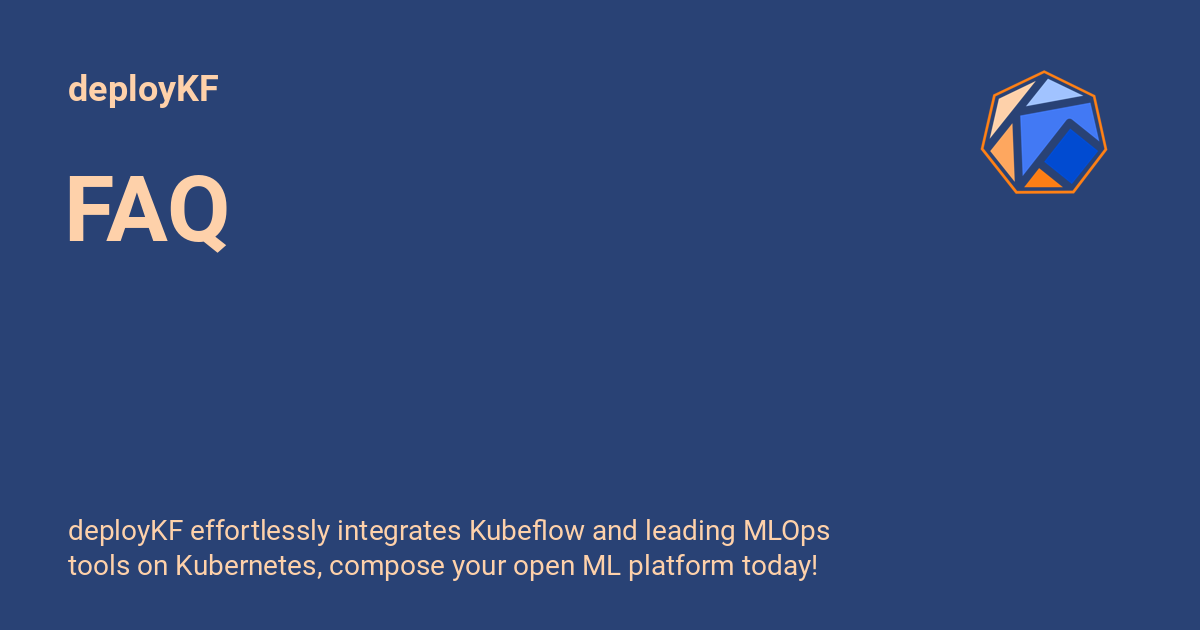 deployKF
FAQ
deployKF effortlessly integrates Kubeflow and leading MLOps
tools on Kubernetes, compose your open ML platform today!